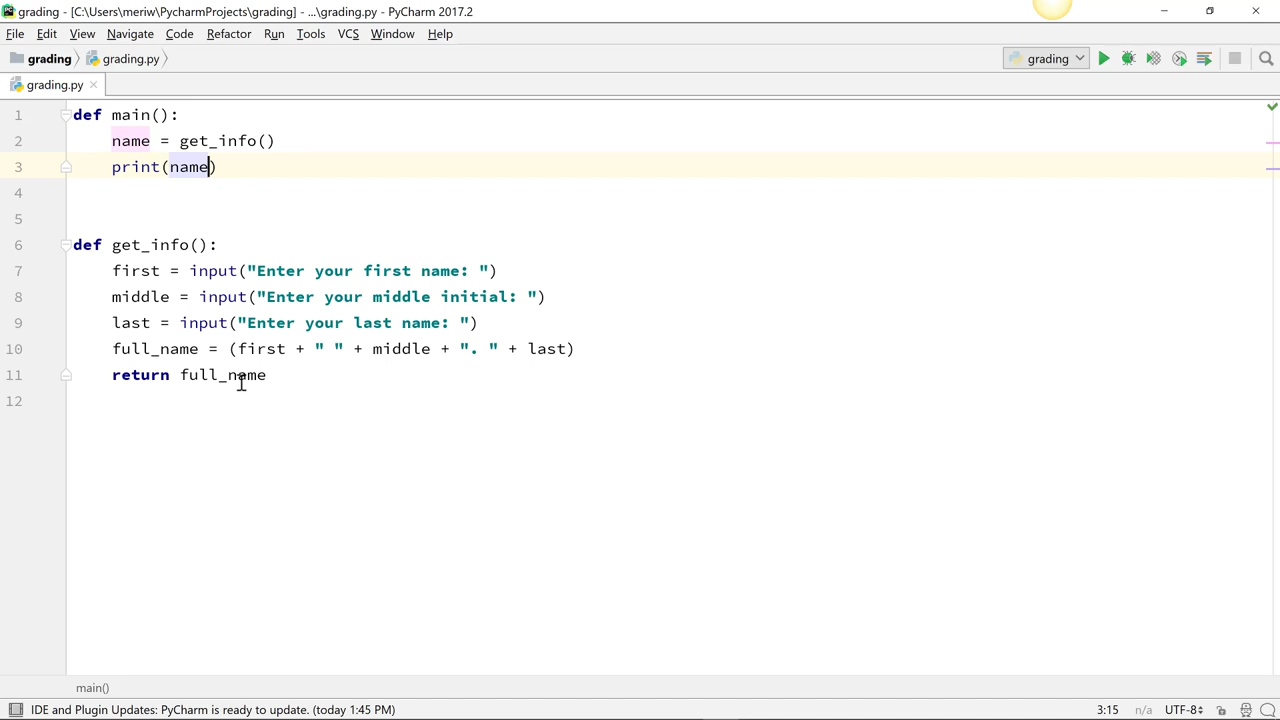 grading - [C:\Users\meriw\PycharmProjects\grading] - ...\grading.py - PyCharm 2017.2
File Edit View Navigate Code Refactor Run Tools VCS Window Help
grading grading.py grading
grading.py
1 def main():
2 name = get_info()
3 print(name)
4
5
6 def get_info():
7 first = input("Enter your first name: ")
8 middle = input("Enter your middle initial: ")
9 last = input("Enter your last name: ")
10 full_name = (first + " " + middle + ". " + last)
11 return full_name
12
main()
IDE and Plugin Updates: PyCharm is ready to update. (today 1:45 PM) 3:15 n/a UTF-8